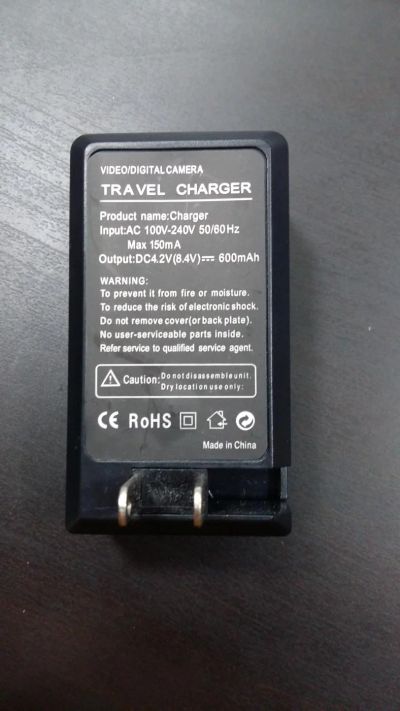 VIDEO/DIGITAL CAMERA
TRAVEL CHARGER
Product name:Charger
Input:AC 100V-240V 50/60Hz
Max 150mA
Output:DC4.2V(8.4V)⎓600mAh
WARNING:
To prevent it from fire or moisture.
To reduce the risk of electronic shock.
Do not remove cover(or back plate).
No user-serviceable parts inside.
Refer service to qualified service agent.
Caution: Do not disassemble unit.
Dry location use only:
CE RoHS
Made in China